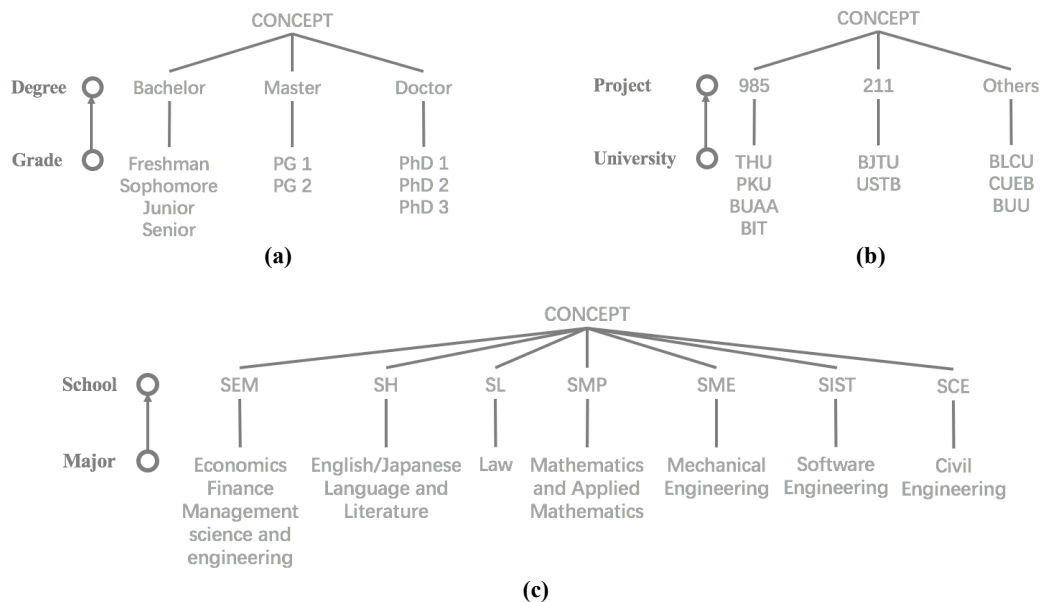 CONCEPT
Degree Bachelor Master Doctor
Grade Freshman PG 1 PhD 1
Sophomore PG 2 PhD 2
Junior PhD 3
Senior
(a)
CONCEPT
Project 985 211 Others
University THU BJTU BLCU
PKU USTB CUEB
BUAA BUU
BIT
(b)
CONCEPT
School SEM SH SL SMP SME SIST SCE
Major Economics English/Japanese Law Mathematics Mechanical Software Civil
Finance Language and and Applied Engineering Engineering Engineering
Management Literature Mathematics
science and
engineering
(c)